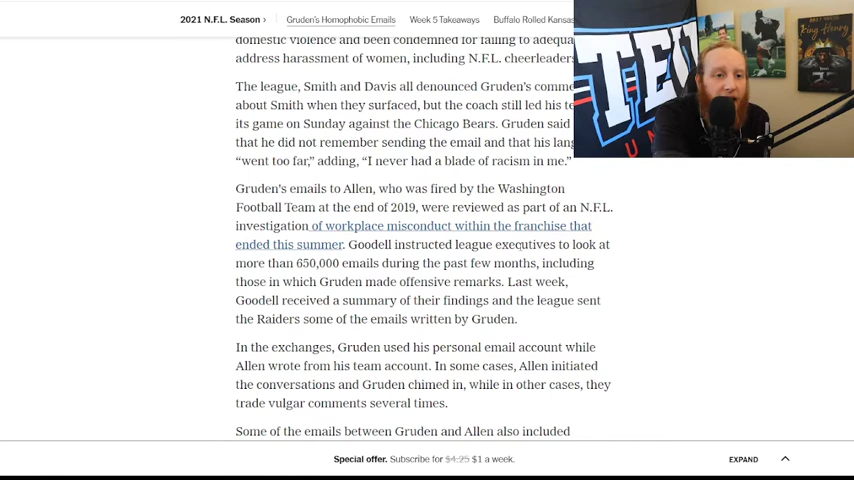 2021 N.F.L. Season › Gruden's Homophobic Emails Week 5 Takeaways Buffalo Rolled Kansas
domestic violence and been condemned for failing to adequa
address harassment of women, including N.F.L. cheerleaders
The league, Smith and Davis all denounced Gruden's comme
about Smith when they surfaced, but the coach still led his te
its game on Sunday against the Chicago Bears. Gruden said
that he did not remember sending the email and that his lang
"went too far," adding, "I never had a blade of racism in me."
Gruden's emails to Allen, who was fired by the Washington
Football Team at the end of 2019, were reviewed as part of an N.F.L.
investigation of workplace misconduct within the franchise that
ended this summer. Goodell instructed league executives to look at
more than 650,000 emails during the past few months, including
those in which Gruden made offensive remarks. Last week,
Goodell received a summary of their findings and the league sent
the Raiders some of the emails written by Gruden.
In the exchanges, Gruden used his personal email account while
Allen wrote from his team account. In some cases, Allen initiated
the conversations and Gruden chimed in, while in other cases, they
trade vulgar comments several times.
Some of the emails between Gruden and Allen also included
Special offer. Subscribe for $4.25 $1 a week.
EXPAND
TEN
King Henry